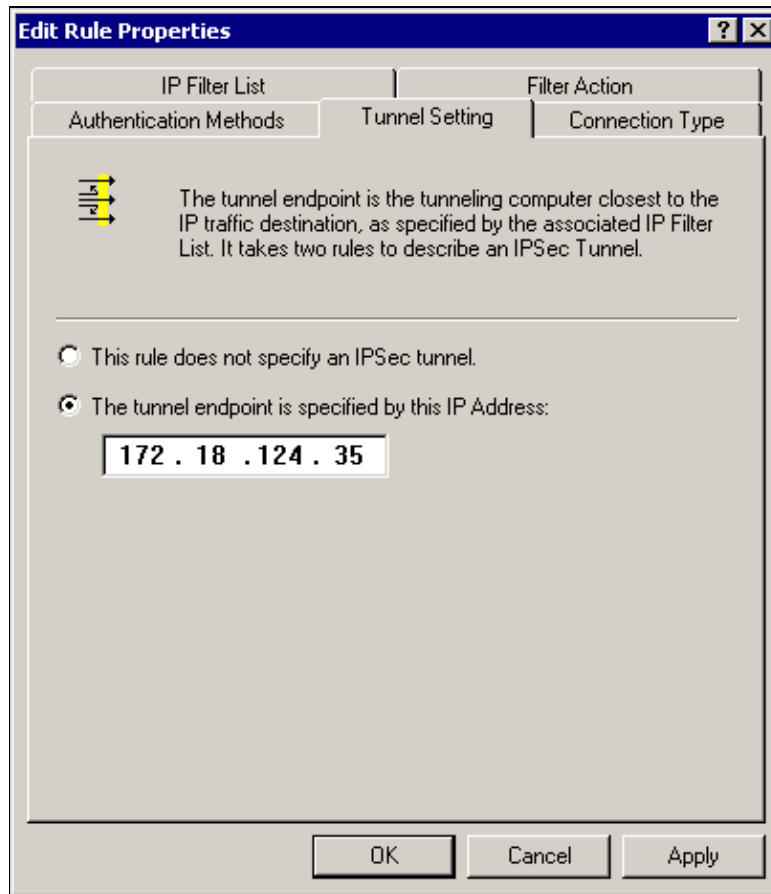 Edit Rule Properties
IP Filter List
Filter Action
Authentication Methods
Tunnel Setting
Connection Type
The tunnel endpoint is the tunneling computer closest to the
IP traffic destination, as specified by the associated IP Filter
List. It takes two rules to describe an IPSec Tunnel.
This rule does not specify an IPSec tunnel.
The tunnel endpoint is specified by this IP Address:
172 . 18 .124 . 35
OK
Cancel
Apply